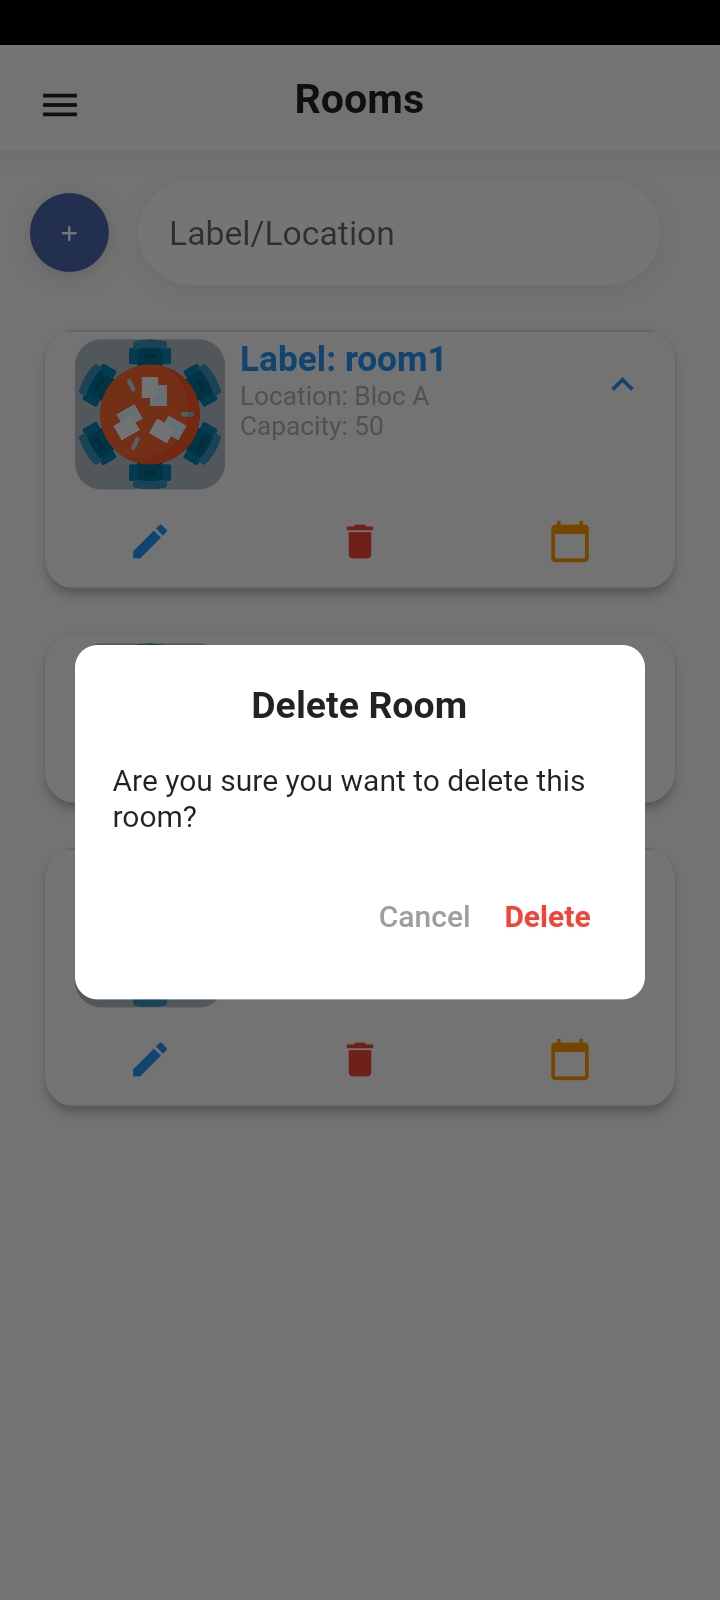 Rooms
+
Label/Location
Label: room1
Location: Bloc A
Capacity: 50
Delete Room
Are you sure you want to delete this
room?
Cancel Delete